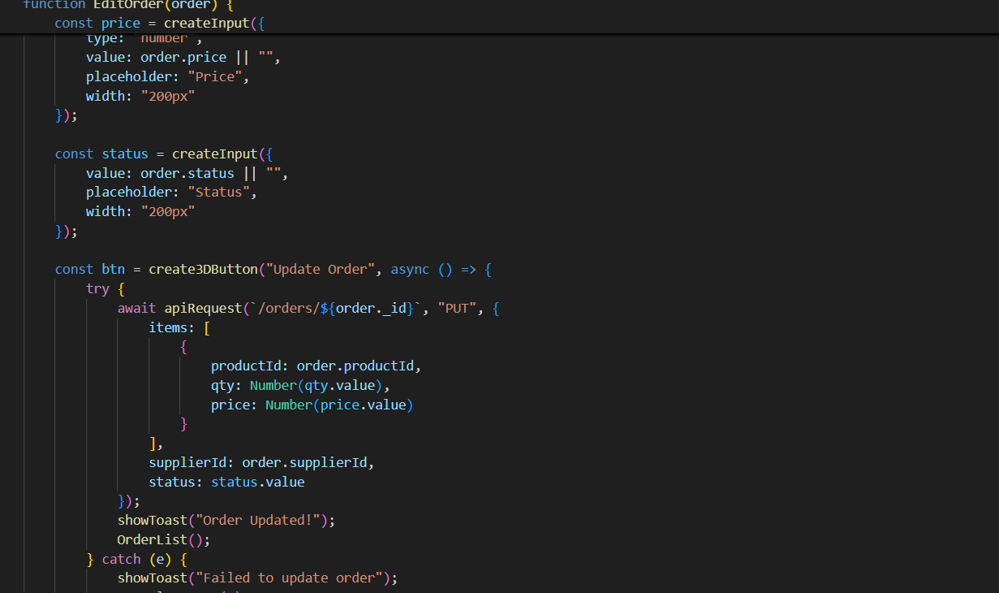 function EditOrder(order) {
const price = createInput({
type: "number",
value: order.price || "",
placeholder: "Price",
width: "200px"
});
const status = createInput({
value: order.status || "",
placeholder: "Status",
width: "200px"
});
const btn = create3DButton("Update Order", async () => {
try {
await apiRequest(`/orders/${order._id}`, "PUT", {
items: [
{
productId: order.productId,
qty: Number(qty.value),
price: Number(price.value)
}
],
supplierId: order.supplierId,
status: status.value
});
showToast("Order Updated!");
OrderList();
} catch (e) {
showToast("Failed to update order");